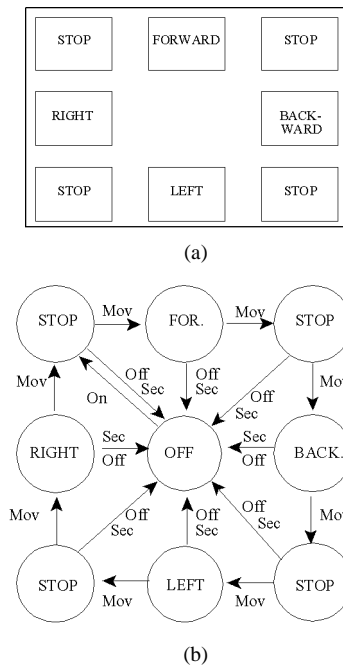 STOP FORWARD STOP
RIGHT BACK-
WARD
STOP LEFT STOP
(a)
STOP Mov FOR. Mov STOP
Off Off Off
Mov On Sec Sec Sec Mov
RIGHT Sec Off OFF Sec Off BACK.
Mov Off Sec Off Sec Off Sec Mov
STOP Mov LEFT Mov STOP
(b)